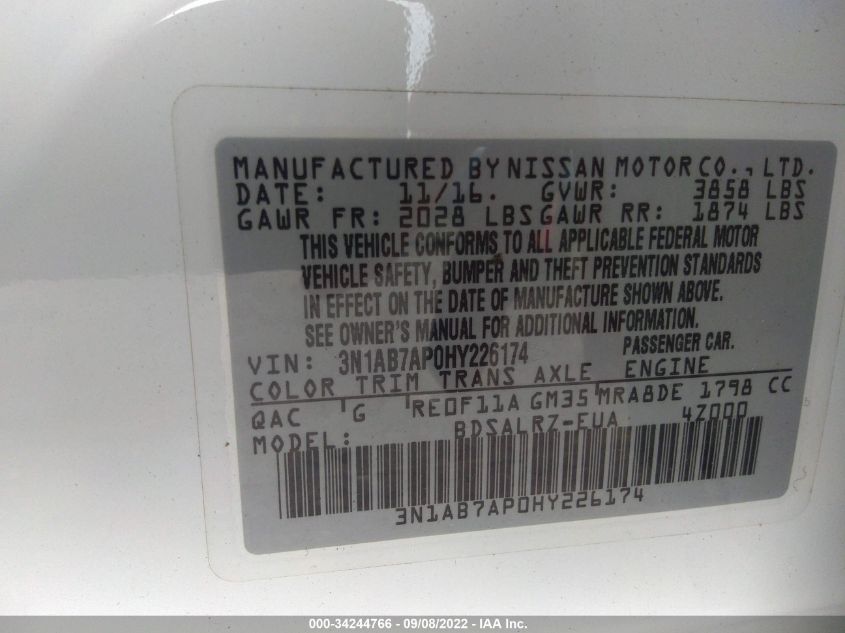 MANUFACTURED BY NISSAN MOTOR CO., LTD.
DATE: 11/16. GVWR: 3858 LBS
GAWR FR: 2028 LBS GAWR RR: 1874 LBS
THIS VEHICLE CONFORMS TO ALL APPLICABLE FEDERAL MOTOR
VEHICLE SAFETY, BUMPER AND THEFT PREVENTION STANDARDS
IN EFFECT ON THE DATE OF MANUFACTURE SHOWN ABOVE.
SEE OWNER'S MANUAL FOR ADDITIONAL INFORMATION.
VIN: 3N1AB7AP0HY226174 PASSENGER CAR.
COLOR TRIM TRANS AXLE ENGINE
QAC G RE0F11A GM35 MRA8DE 1798 CC
MODEL: BDSALRZ-EUA 4Z000
3N1AB7AP0HY226174
000-34244766 - 09/08/2022 - IAA Inc.